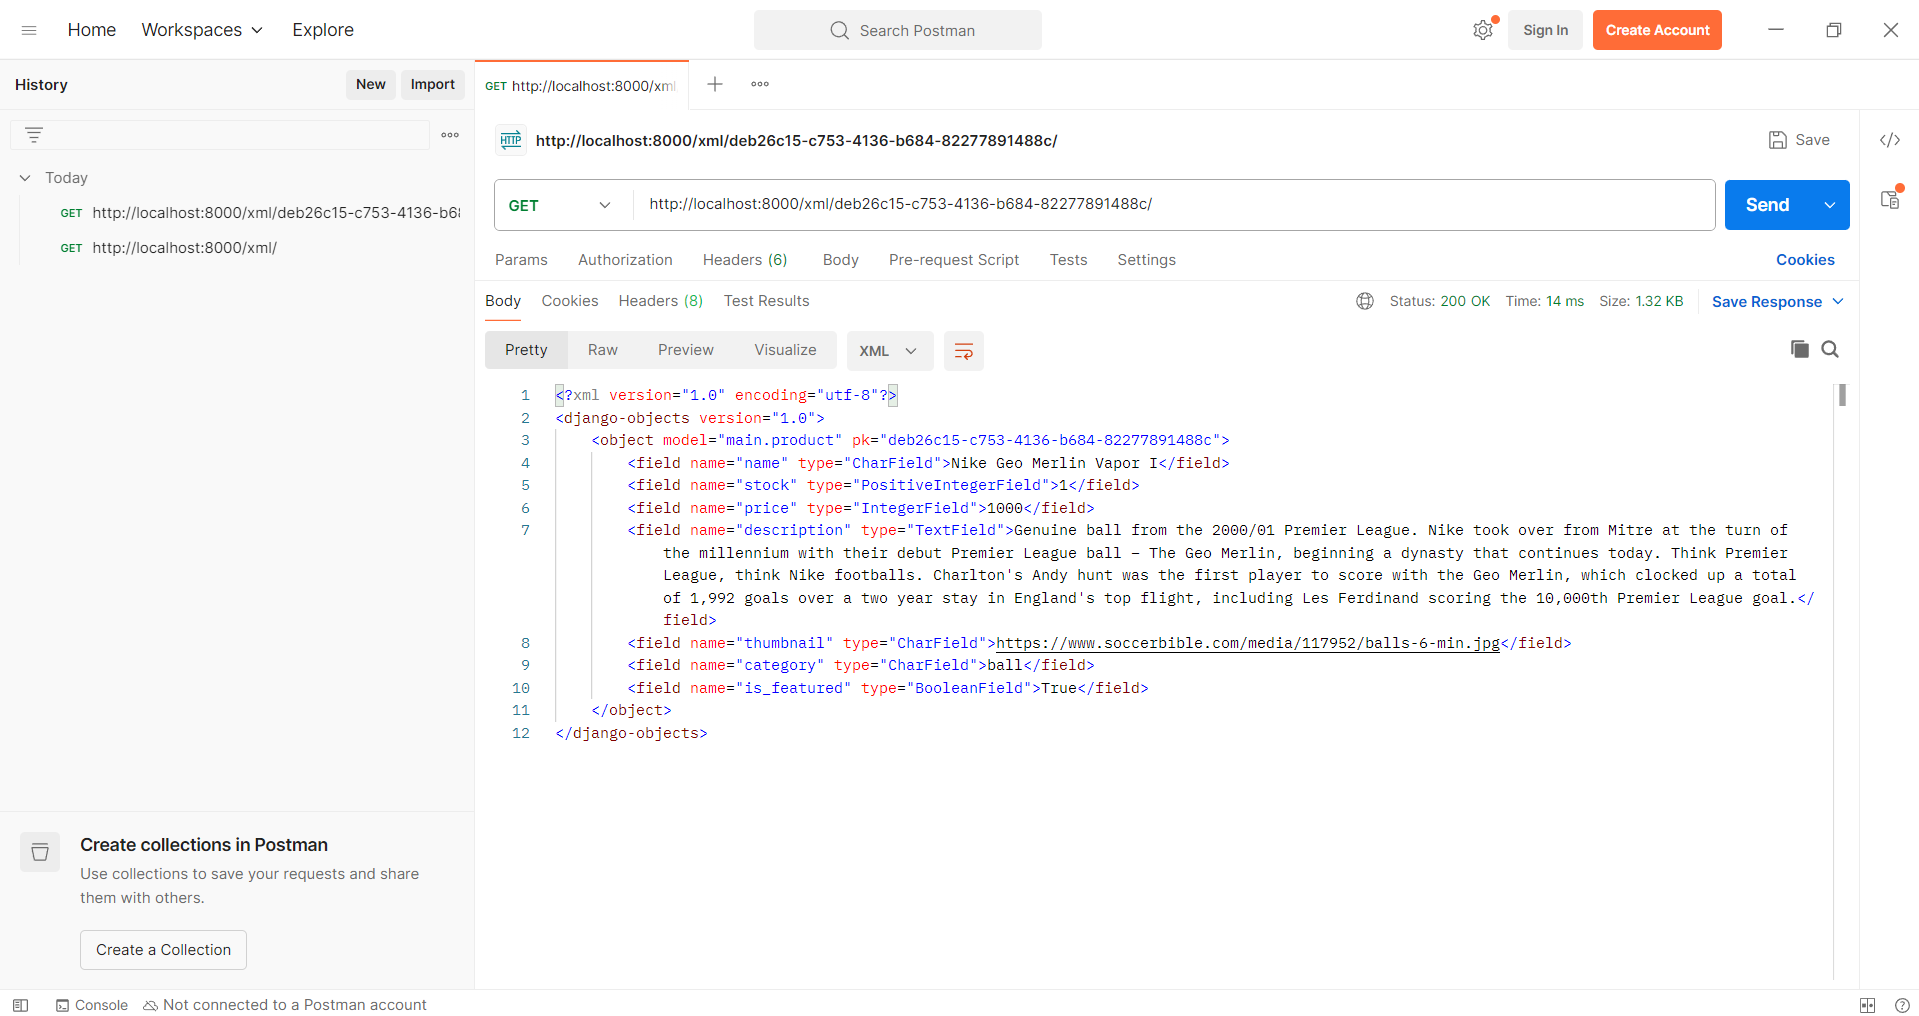 Home Workspaces Explore
Search Postman
Sign In
Create Account
History
New
Import
GET http://localhost:8000/xml
http://localhost:8000/xml/deb26c15-c753-4136-b684-82277891488c/
Save
Today
GET http://localhost:8000/xml/deb26c15-c753-4136-b6
GET http://localhost:8000/xml/
GET
http://localhost:8000/xml/deb26c15-c753-4136-b684-82277891488c/
Send
Params Authorization Headers (6) Body Pre-request Script Tests Settings
Cookies
Body Cookies Headers (8) Test Results
Status: 200 OK Time: 14 ms Size: 1.32 KB
Save Response
Pretty Raw Preview Visualize
XML
1 <?xml version="1.0" encoding="utf-8"?>
2 <django-objects version="1.0">
3 <object model="main.product" pk="deb26c15-c753-4136-b684-82277891488c">
4 <field name="name" type="CharField">Nike Geo Merlin Vapor I</field>
5 <field name="stock" type="PositiveIntegerField">1</field>
6 <field name="price" type="IntegerField">1000</field>
7 <field name="description" type="TextField">Genuine ball from the 2000/01 Premier League. Nike took over from Mitre at the turn of
the millennium with their debut Premier League ball – The Geo Merlin, beginning a dynasty that continues today. Think Premier
League, think Nike footballs. Charlton's Andy hunt was the first player to score with the Geo Merlin, which clocked up a total
of 1,992 goals over a two year stay in England's top flight, including Les Ferdinand scoring the 10,000th Premier League goal.</
field>
8 <field name="thumbnail" type="CharField">https://www.soccerbible.com/media/117952/balls-6-min.jpg</field>
9 <field name="category" type="CharField">ball</field>
10 <field name="is_featured" type="BooleanField">True</field>
11 </object>
12 </django-objects>
Create collections in Postman
Use collections to save your requests and share
them with others.
Create a Collection
Console
Not connected to a Postman account